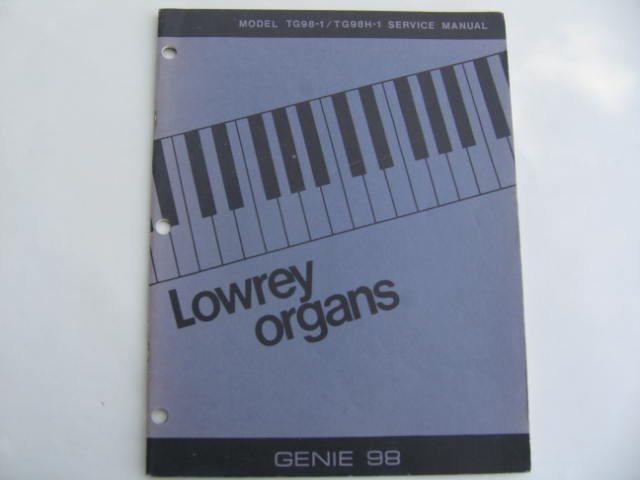 MODEL TG98-1/TG98H-1 SERVICE MANUAL
Lowrey
organs
GENIE 98